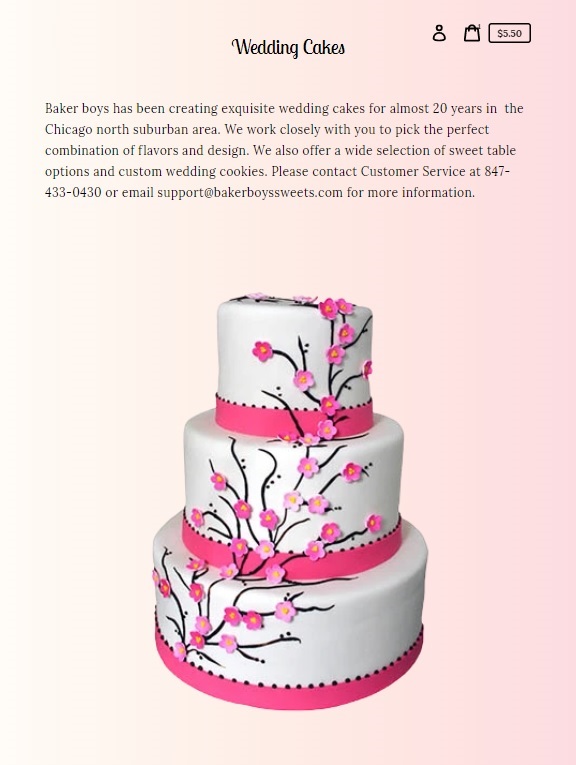 $5.50
Wedding Cakes
Baker boys has been creating exquisite wedding cakes for almost 20 years in  the
Chicago north suburban area. We work closely with you to pick the perfect
combination of flavors and design. We also offer a wide selection of sweet table
options and custom wedding cookies. Please contact Customer Service at 847-
433-0430 or email support@bakerboyssweets.com for more information.